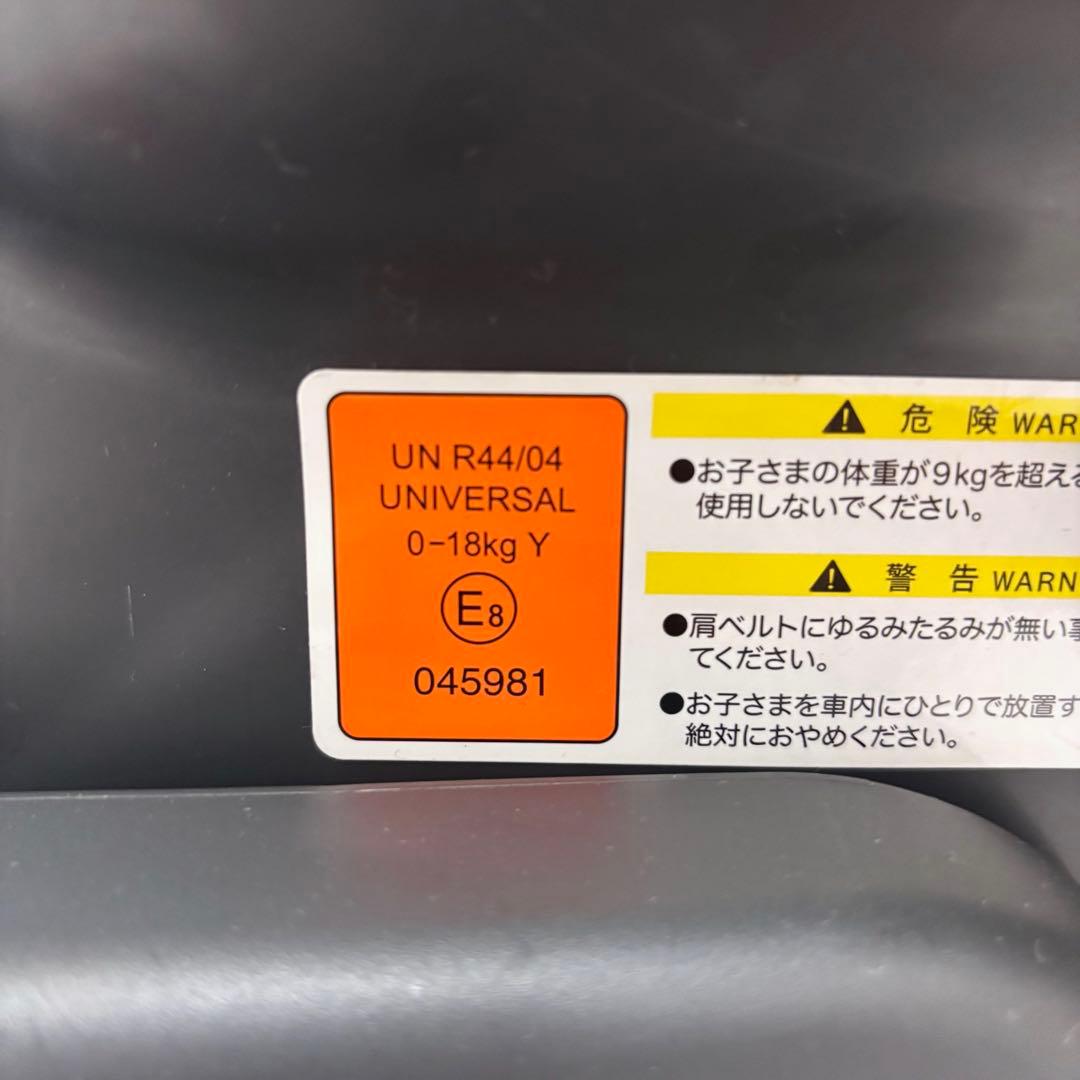 UN R44/04
UNIVERSAL
0-18kg Y
E8
045981
危 険 WAR
●お子さまの体重が9kgを超え
使用しないでください。
警 告 WARN
●肩ベルトにゆるみたるみが無い
てください。
●お子さまを車内にひとりで放置す
絶対におやめください。